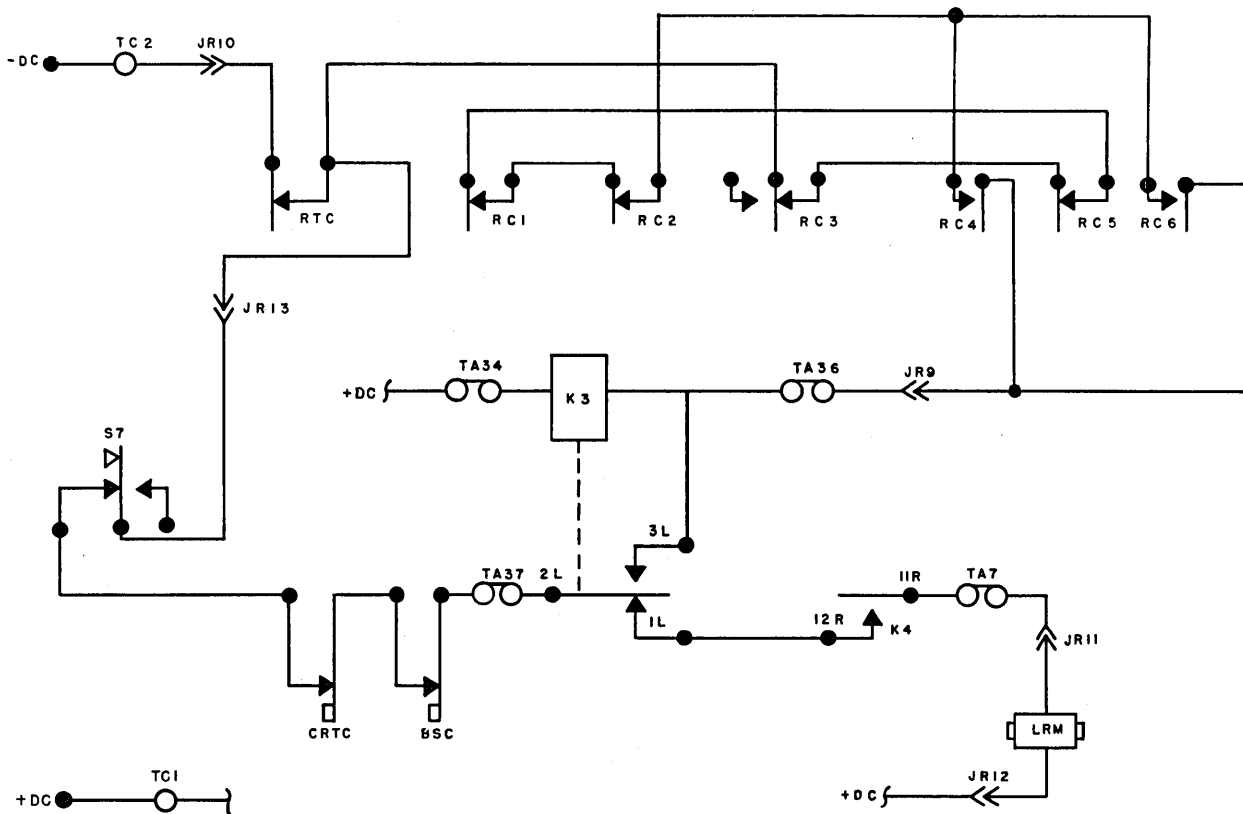 -DC
TC2
JR10
RTC
RC1
RC2
RC3
RC4
RC5
RC6
JR13
+DC
TA34
K3
TA36
JR9
S7
3L
TA37
2L
1L
12R
K4
11R
TA7
JR11
CRTC
BSC
LRM
+DC
TC1
+DC
JR12